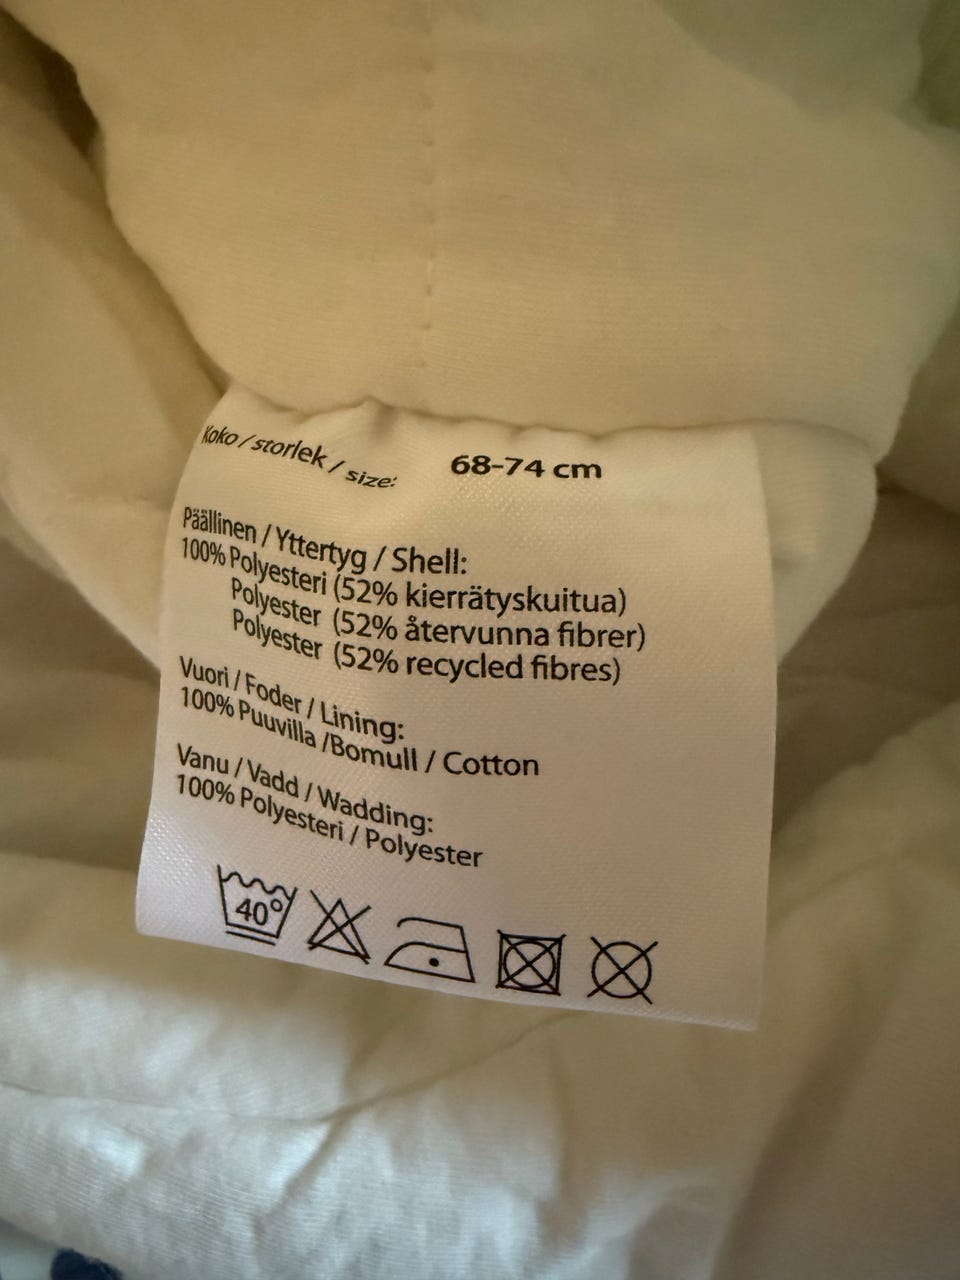 Koko / storlek / size: 68-74 cm
Päällinen / Yttertyg / Shell:
100% Polyesteri (52% kierrätyskuitua)
Polyester (52% återvunna fibrer)
Polyester (52% recycled fibres)
Vuori / Foder / Lining:
100% Puuvilla /Bomull / Cotton
Vanu / Vadd / Wadding:
100% Polyesteri / Polyester
40°